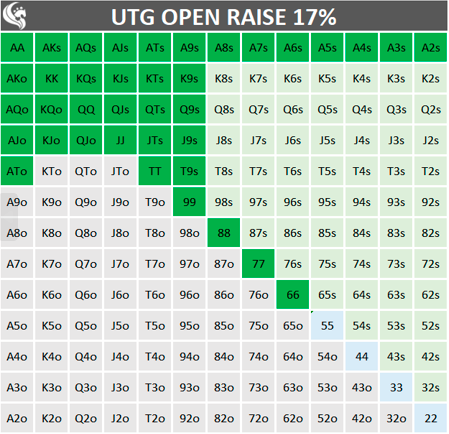 UTG OPEN RAISE 17%
AA AKs AQs AJs ATs A9s A8s A7s A6s A5s A4s A3s A2s
AKo KK KQs KJs KTs K9s K8s K7s K6s K5s K4s K3s K2s
AQo KQo QQ QJs QTs Q9s Q8s Q7s Q6s Q5s Q4s Q3s Q2s
AJo KJo QJo JJ JTs J9s J8s J7s J6s J5s J4s J3s J2s
ATo KTo QTo JTo TT T9s T8s T7s T6s T5s T4s T3s T2s
A9o K9o Q9o J9o T9o 99 98s 97s 96s 95s 94s 93s 92s
A8o K8o Q8o J8o T8o 98o 88 87s 86s 85s 84s 83s 82s
A7o K7o Q7o J7o T7o 97o 87o 77 76s 75s 74s 73s 72s
A6o K6o Q6o J6o T6o 96o 86o 76o 66 65s 64s 63s 62s
A5o K5o Q5o J5o T5o 95o 85o 75o 65o 55 54s 53s 52s
A4o K4o Q4o J4o T4o 94o 84o 74o 64o 54o 44 43s 42s
A3o K3o Q3o J3o T3o 93o 83o 73o 63o 53o 43o 33 32s
A2o K2o Q2o J2o T2o 92o 82o 72o 62o 52o 42o 32o 22